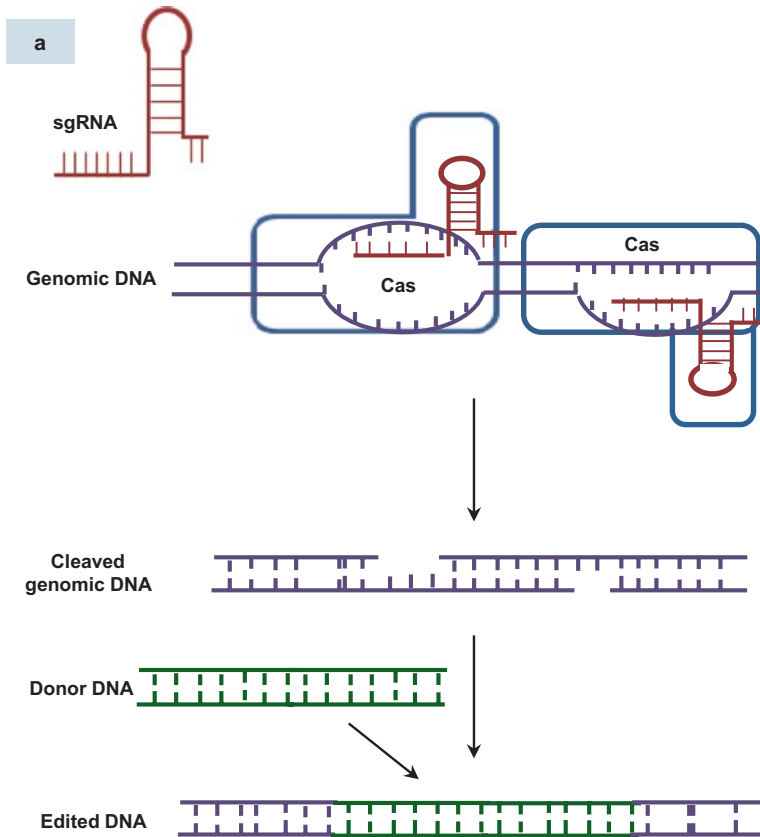 a
sgRNA
Cas
Genomic DNA
Cas
Cleaved
genomic DNA
Donor DNA
Edited DNA